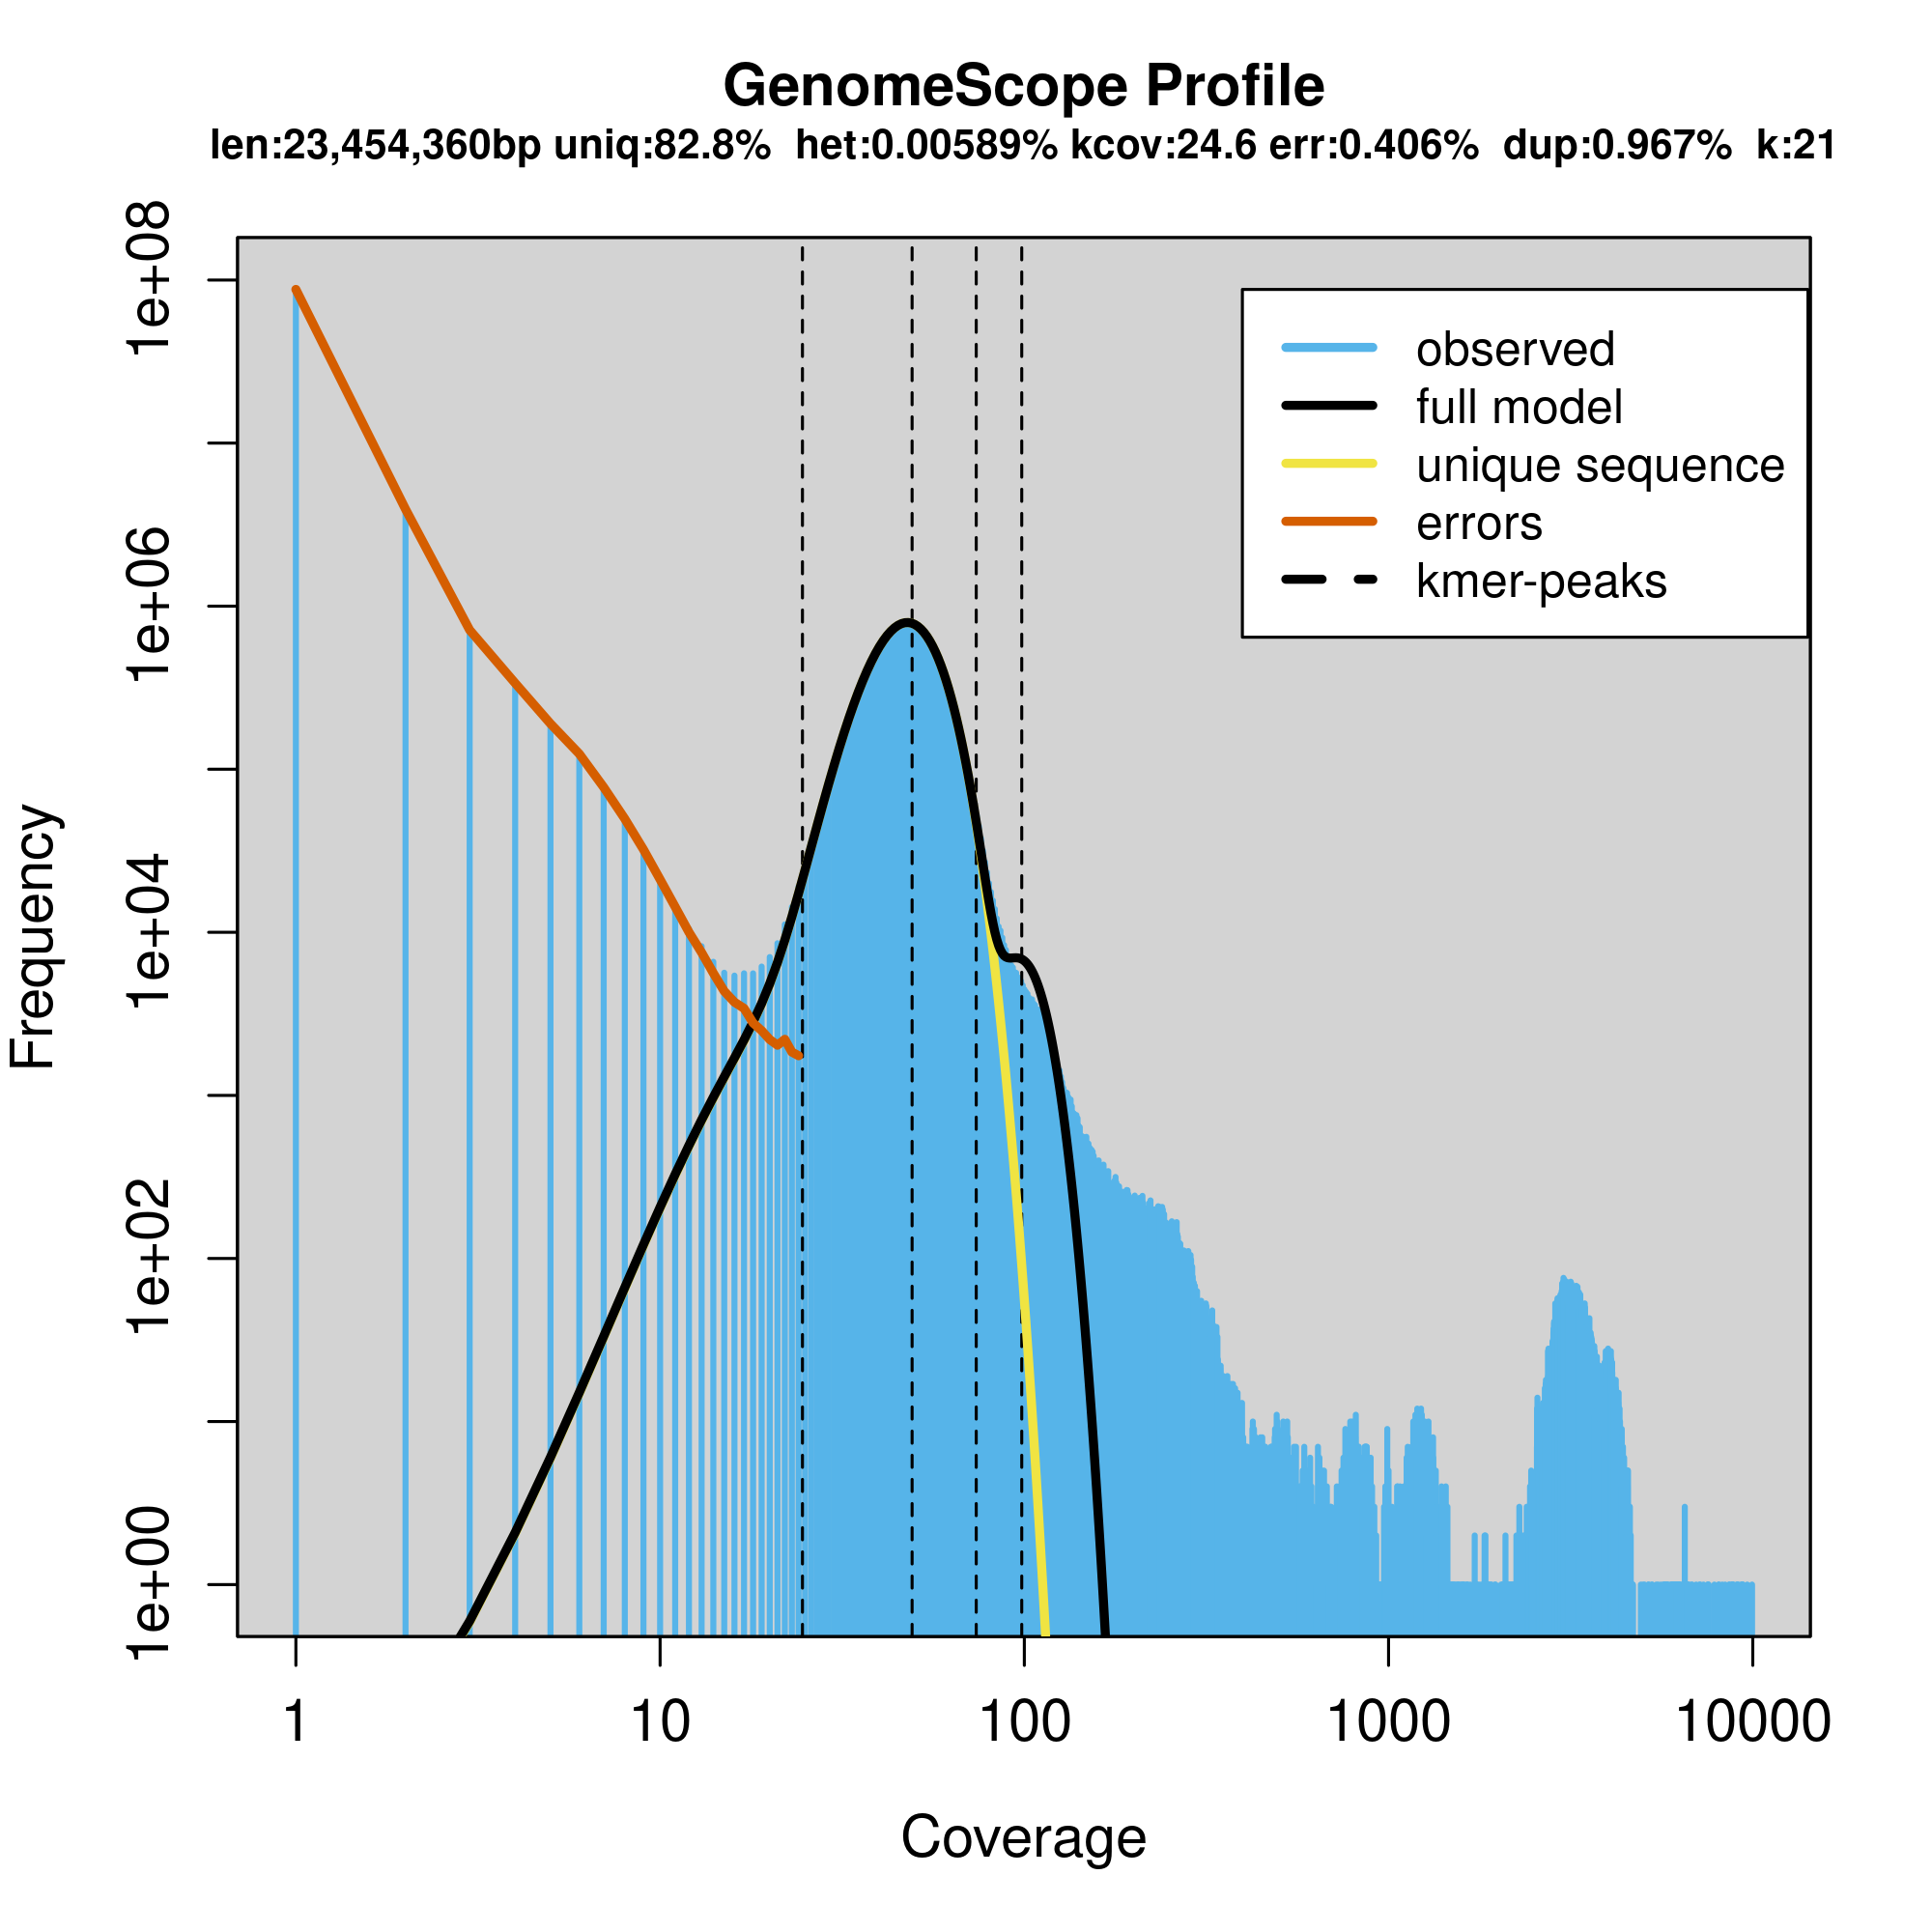 GenomeScope Profile
len:23,454,360bp uniq:82.8% het:0.00589% kcov:24.6 err:0.406% dup:0.967% k:21
Frequency
1e+08
1e+06
1e+04
1e+02
1e+00
observed
full model
unique sequence
errors
kmer-peaks
1 10 100 1000 10000
Coverage